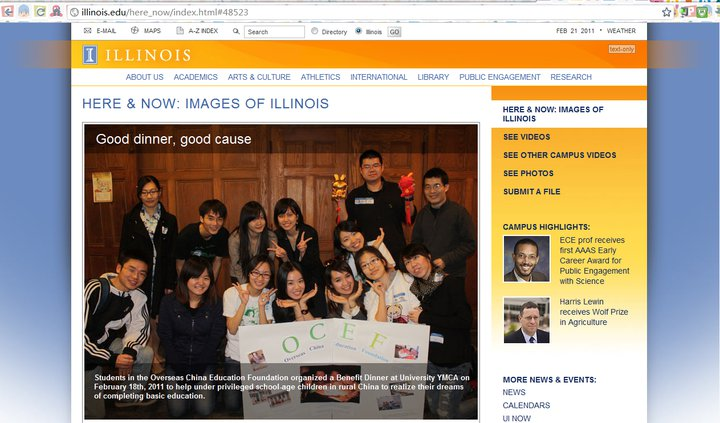 illinois.edu/here_now/index.html#48523
E-MAIL MAPS A-Z INDEX Search Directory Illinois GO FEB 21 2011 • WEATHER
I ILLINOIS text-only
ABOUT US ACADEMICS ARTS & CULTURE ATHLETICS INTERNATIONAL LIBRARY PUBLIC ENGAGEMENT RESEARCH
HERE & NOW: IMAGES OF ILLINOIS
Good dinner, good cause
OCEF
Overseas China Education Foundation
Students in the Overseas China Education Foundation organized a Benefit Dinner at University YMCA on
February 18th, 2011 to help under privileged school-age children in rural China to realize their dreams
of completing basic education.
HERE & NOW: IMAGES OF
ILLINOIS
SEE VIDEOS
SEE OTHER CAMPUS VIDEOS
SEE PHOTOS
SUBMIT A FILE
CAMPUS HIGHLIGHTS:
ECE prof receives
first AAAS Early
Career Award for
Public Engagement
with Science
Harris Lewin
receives Wolf Prize
in Agriculture
MORE NEWS & EVENTS:
NEWS
CALENDARS
UI NOW